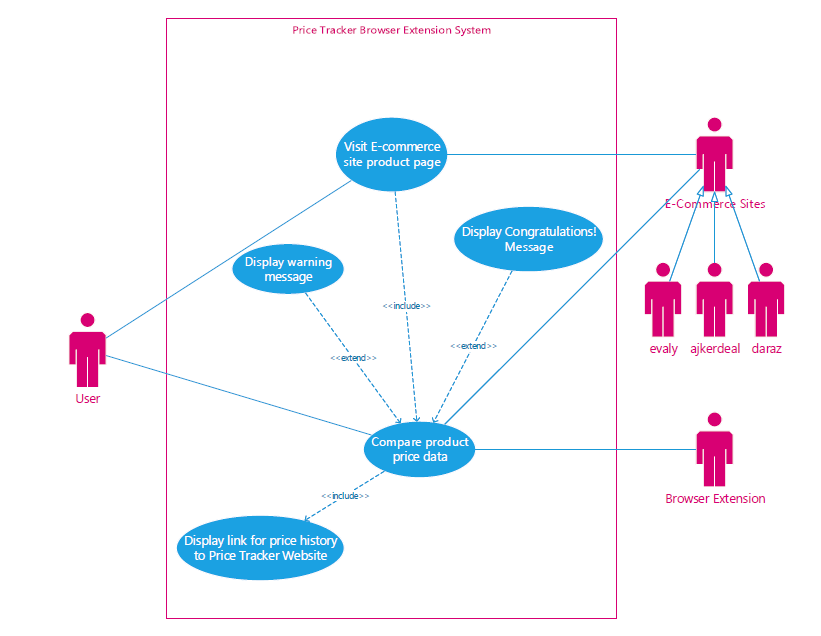 Price Tracker Browser Extension System
Visit E-commerce
site product page
E-Commerce Sites
Display Congratulations!
Message
Display warning
message
<<include>>
evaly
ajkerdeal
daraz
<<extend>>
<<extend>>
User
Compare product
price data
<<include>>
Browser Extension
Display link for price history
to Price Tracker Website